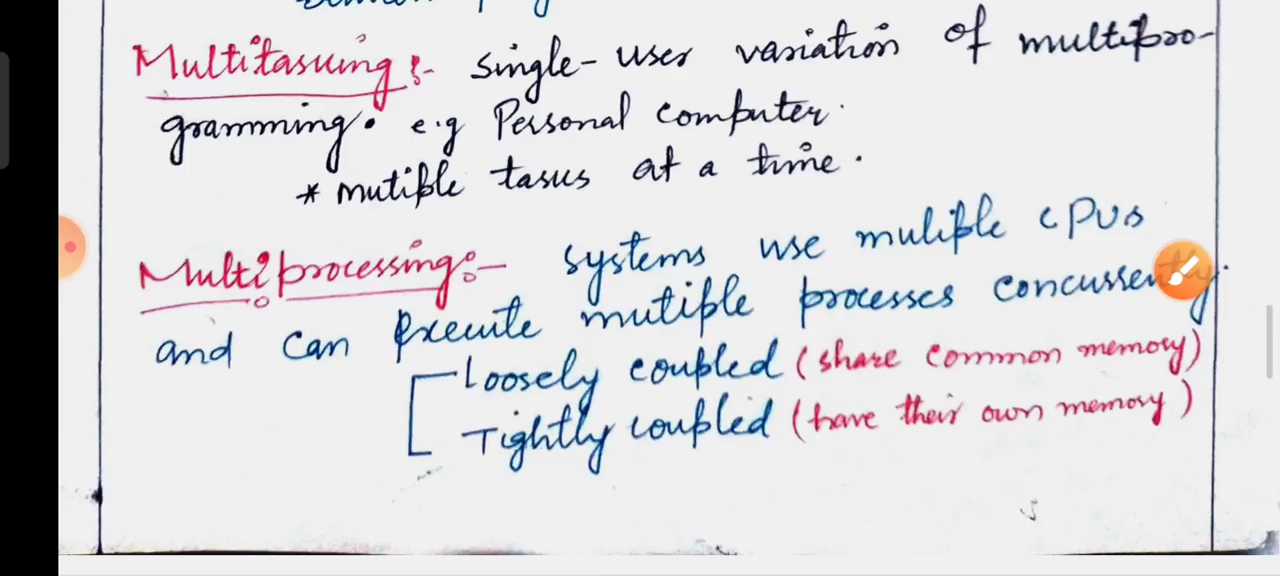 Multitasking :- single-user variation of multipro-
gramming. e.g Personal computer.
* mutiple tasks at a time.
Multiprocessing :- systems use muliple CPUs
and can execute mutiple processes concurrently.
Loosely coupled (share common memory)
Tightly coupled (have their own memory)